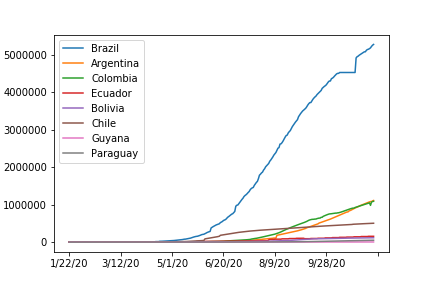 5000000
4000000
3000000
2000000
1000000
0
Brazil
Argentina
Colombia
Ecuador
Bolivia
Chile
Guyana
Paraguay
1/22/20 3/12/20 5/1/20 6/20/20 8/9/20 9/28/20